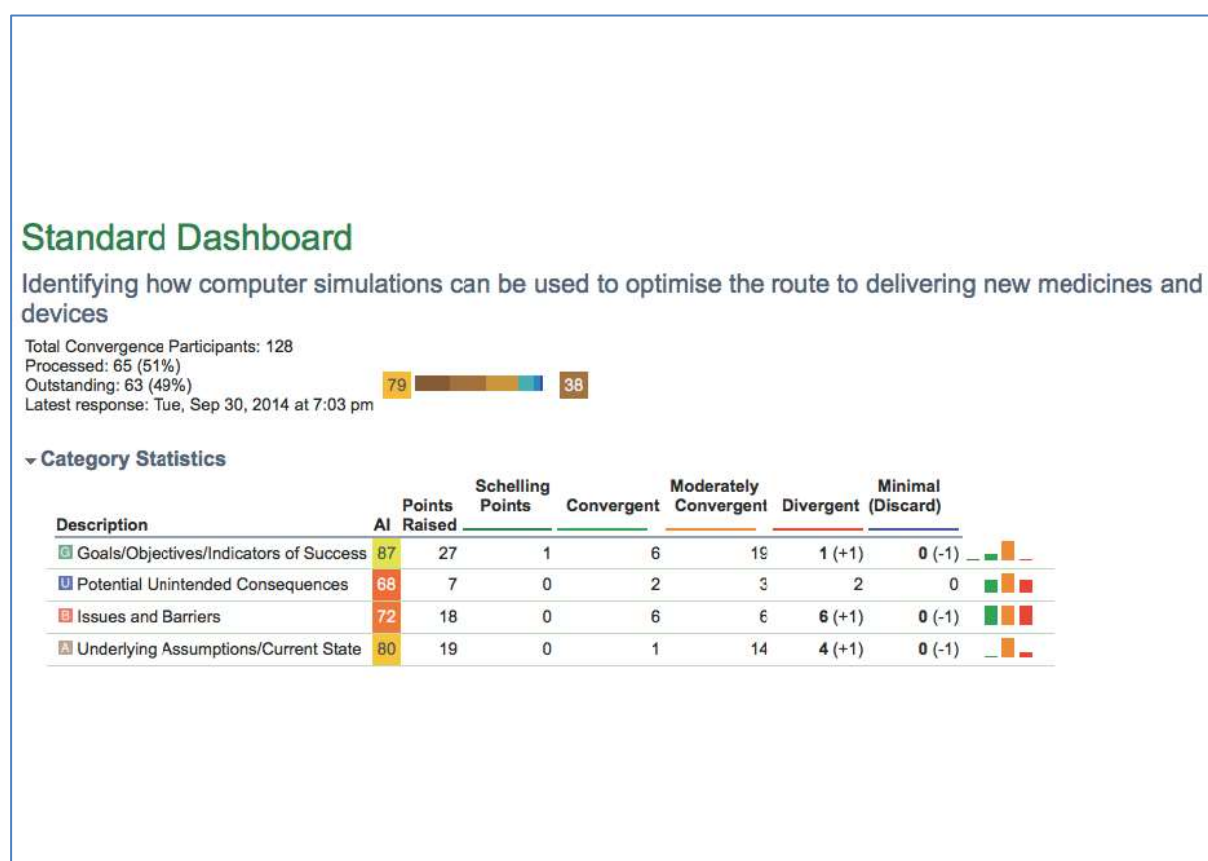 Standard Dashboard
Identifying how computer simulations can be used to optimise the route to delivering new medicines and
devices
Total Convergence Participants: 128
Processed: 65 (51%)
Outstanding: 63 (49%)
Latest response: Tue, Sep 30, 2014 at 7:03 pm
79 38
Category Statistics
Description AI Points Raised Schelling Points Convergent Moderately Convergent Divergent Minimal (Discard)
G Goals/Objectives/Indicators of Success 87 27 1 6 19 1 (+1) 0 (-1)
U Potential Unintended Consequences 68 7 0 2 3 2 0
B Issues and Barriers 72 18 0 6 6 6 (+1) 0 (-1)
A Underlying Assumptions/Current State 80 19 0 1 14 4 (+1) 0 (-1)